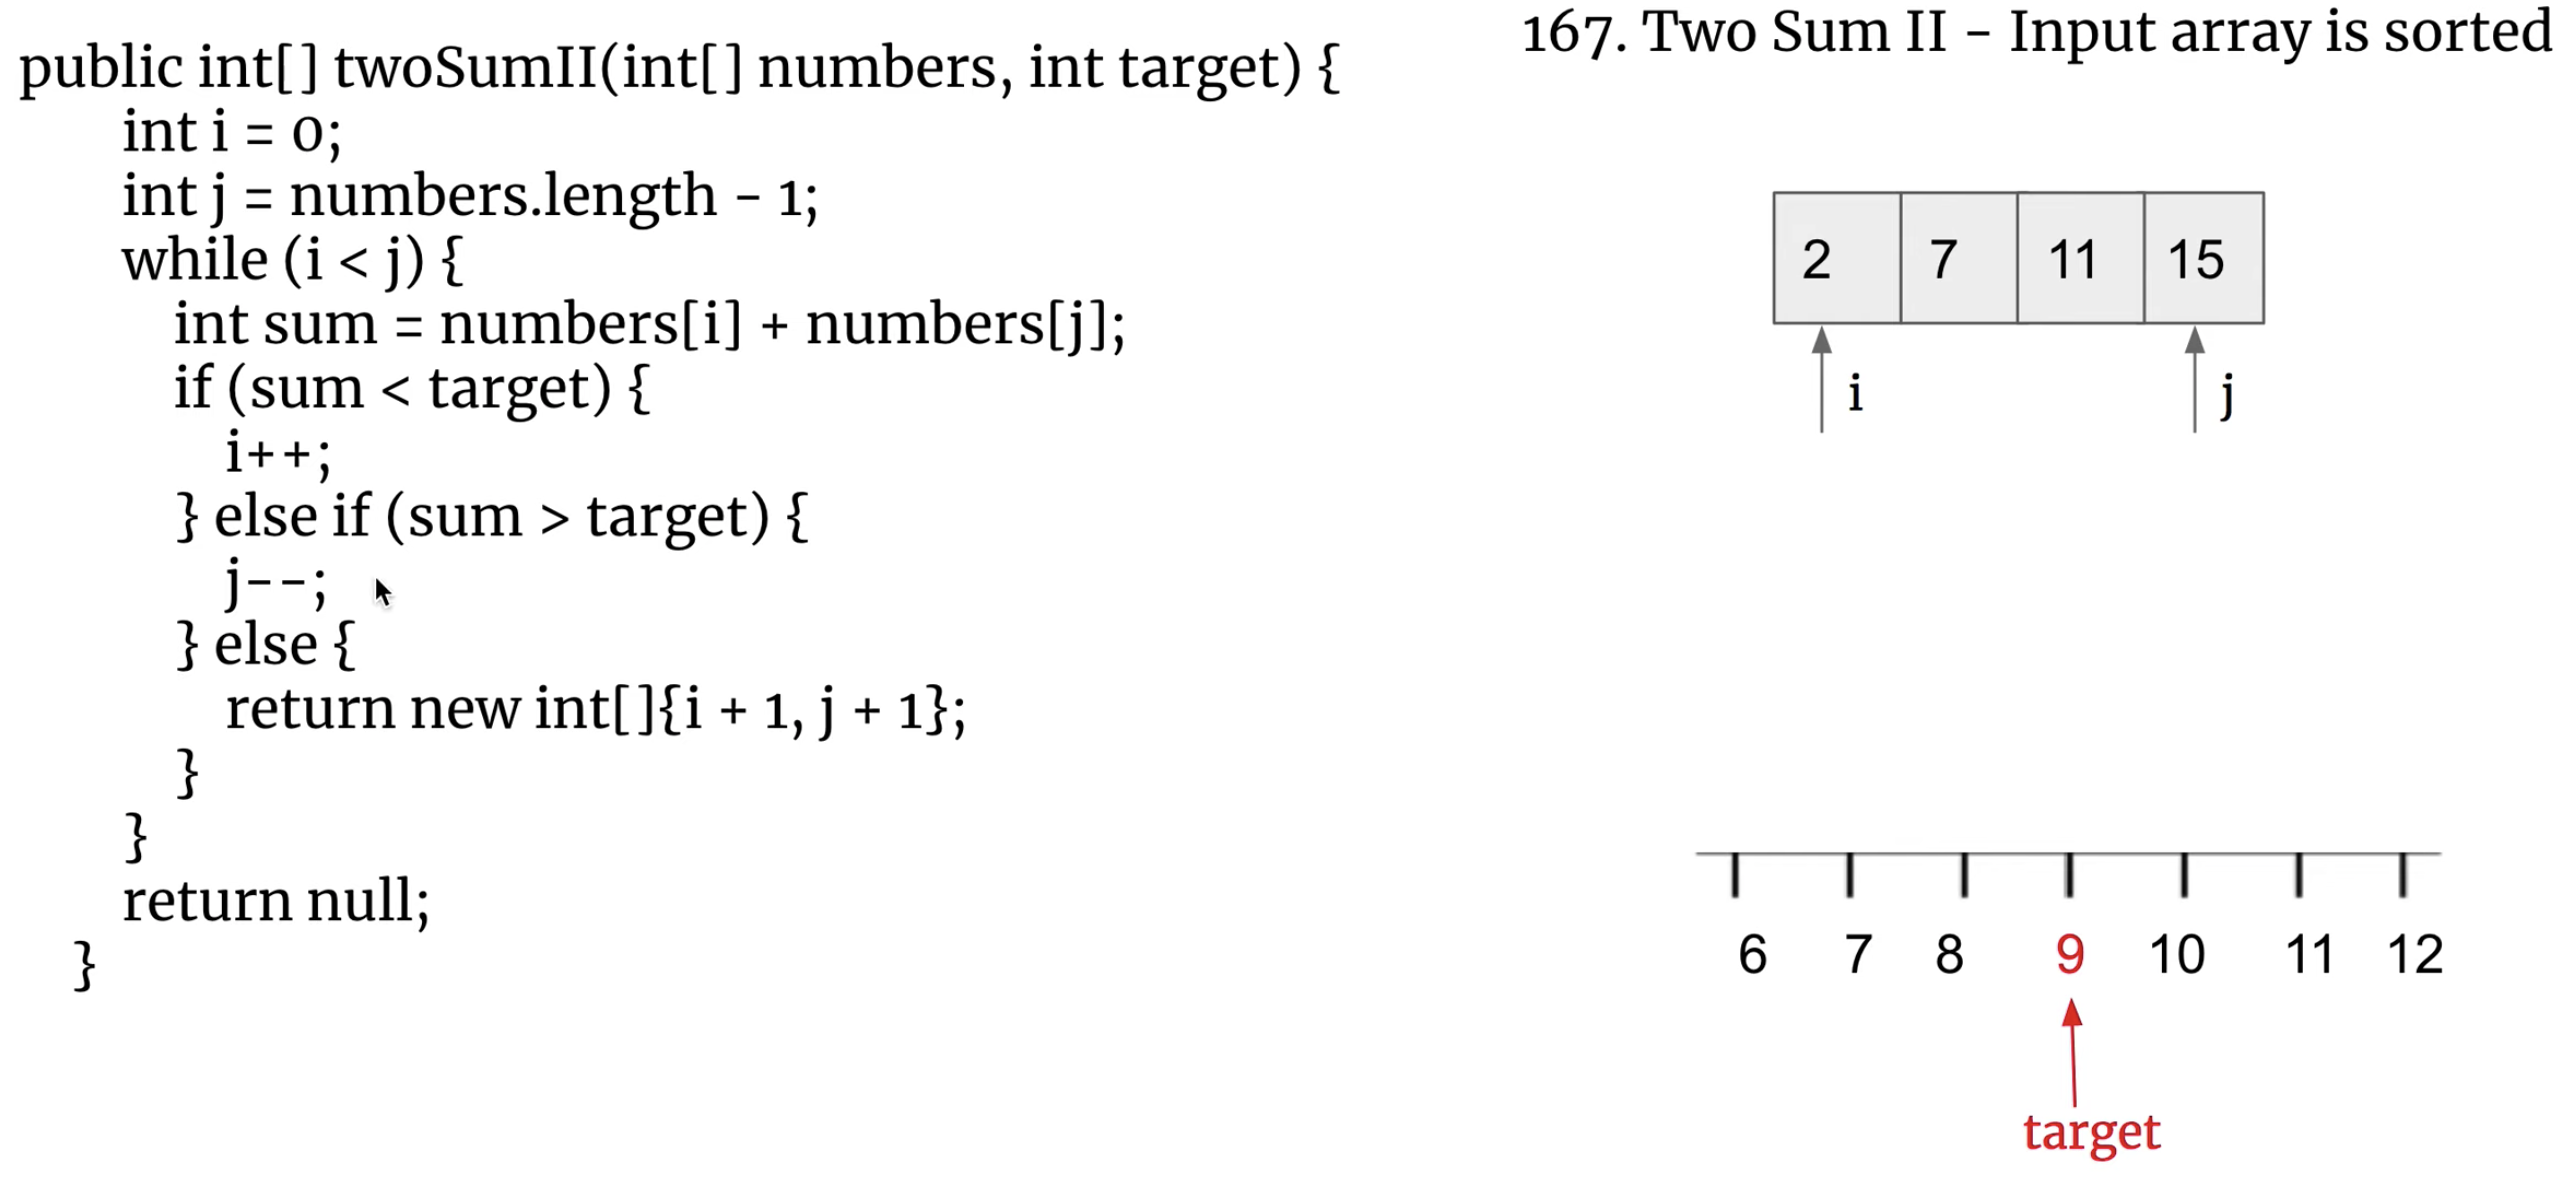 167. Two Sum II - Input array is sorted
public int[] twoSumII(int[] numbers, int target) {
int i = 0;
int j = numbers.length - 1;
while (i < j) {
int sum = numbers[i] + numbers[j];
if (sum < target) {
i++;
} else if (sum > target) {
j--;
} else {
return new int[]{i + 1, j + 1};
}
}
return null;
}
2 7 11 15
i j
6 7 8 9 10 11 12
target